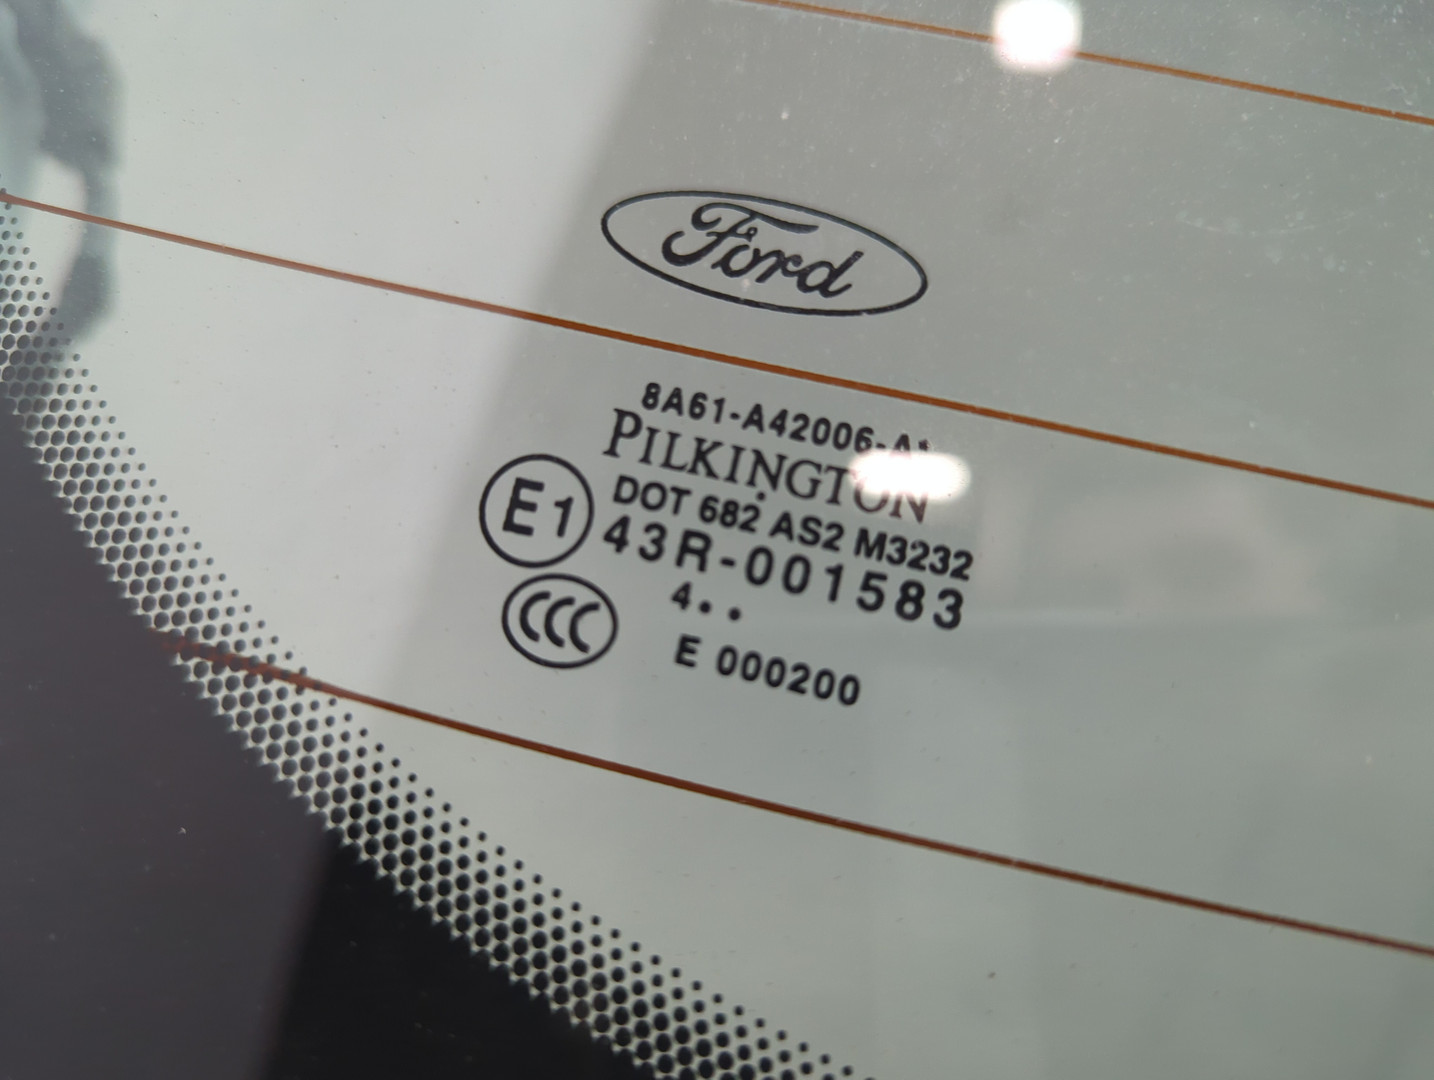 Ford
8A61-A42006-A
PILKINGTON
DOT 682 AS2 M3232
E1
43R-001583
CCC
4. .
E 000200